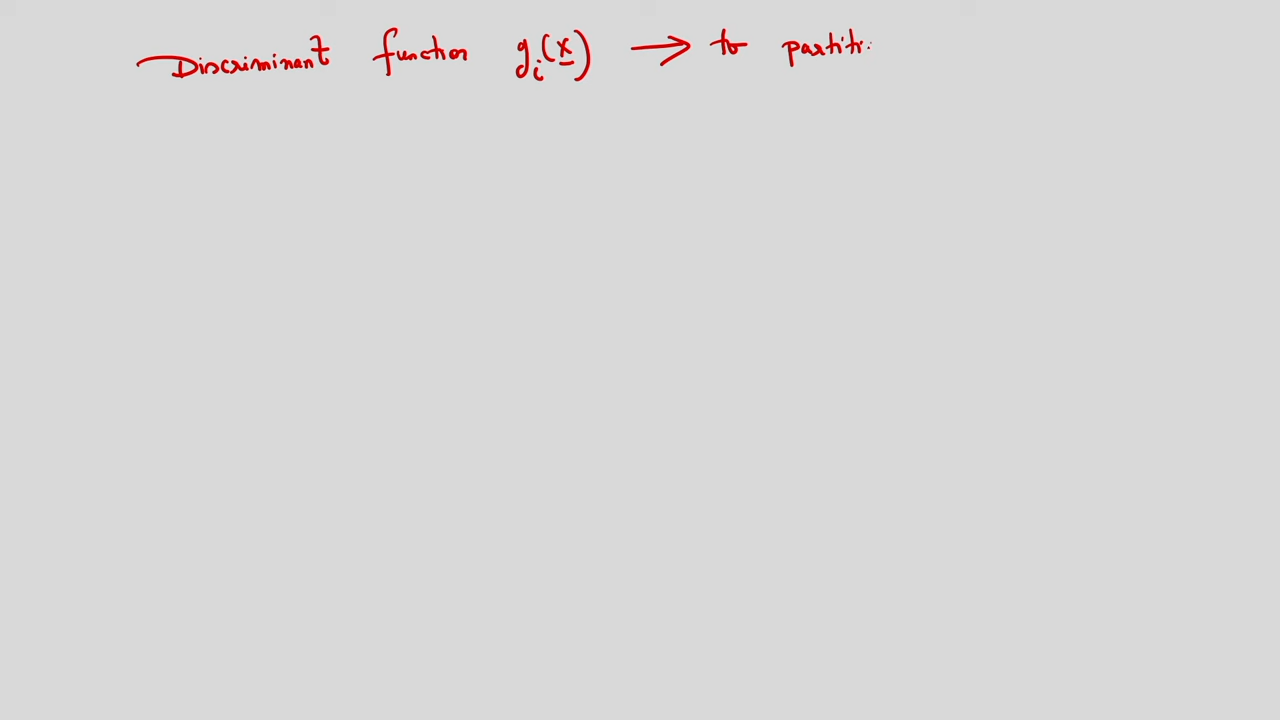 Discriminant function gᵢ(x̲) → to partiti